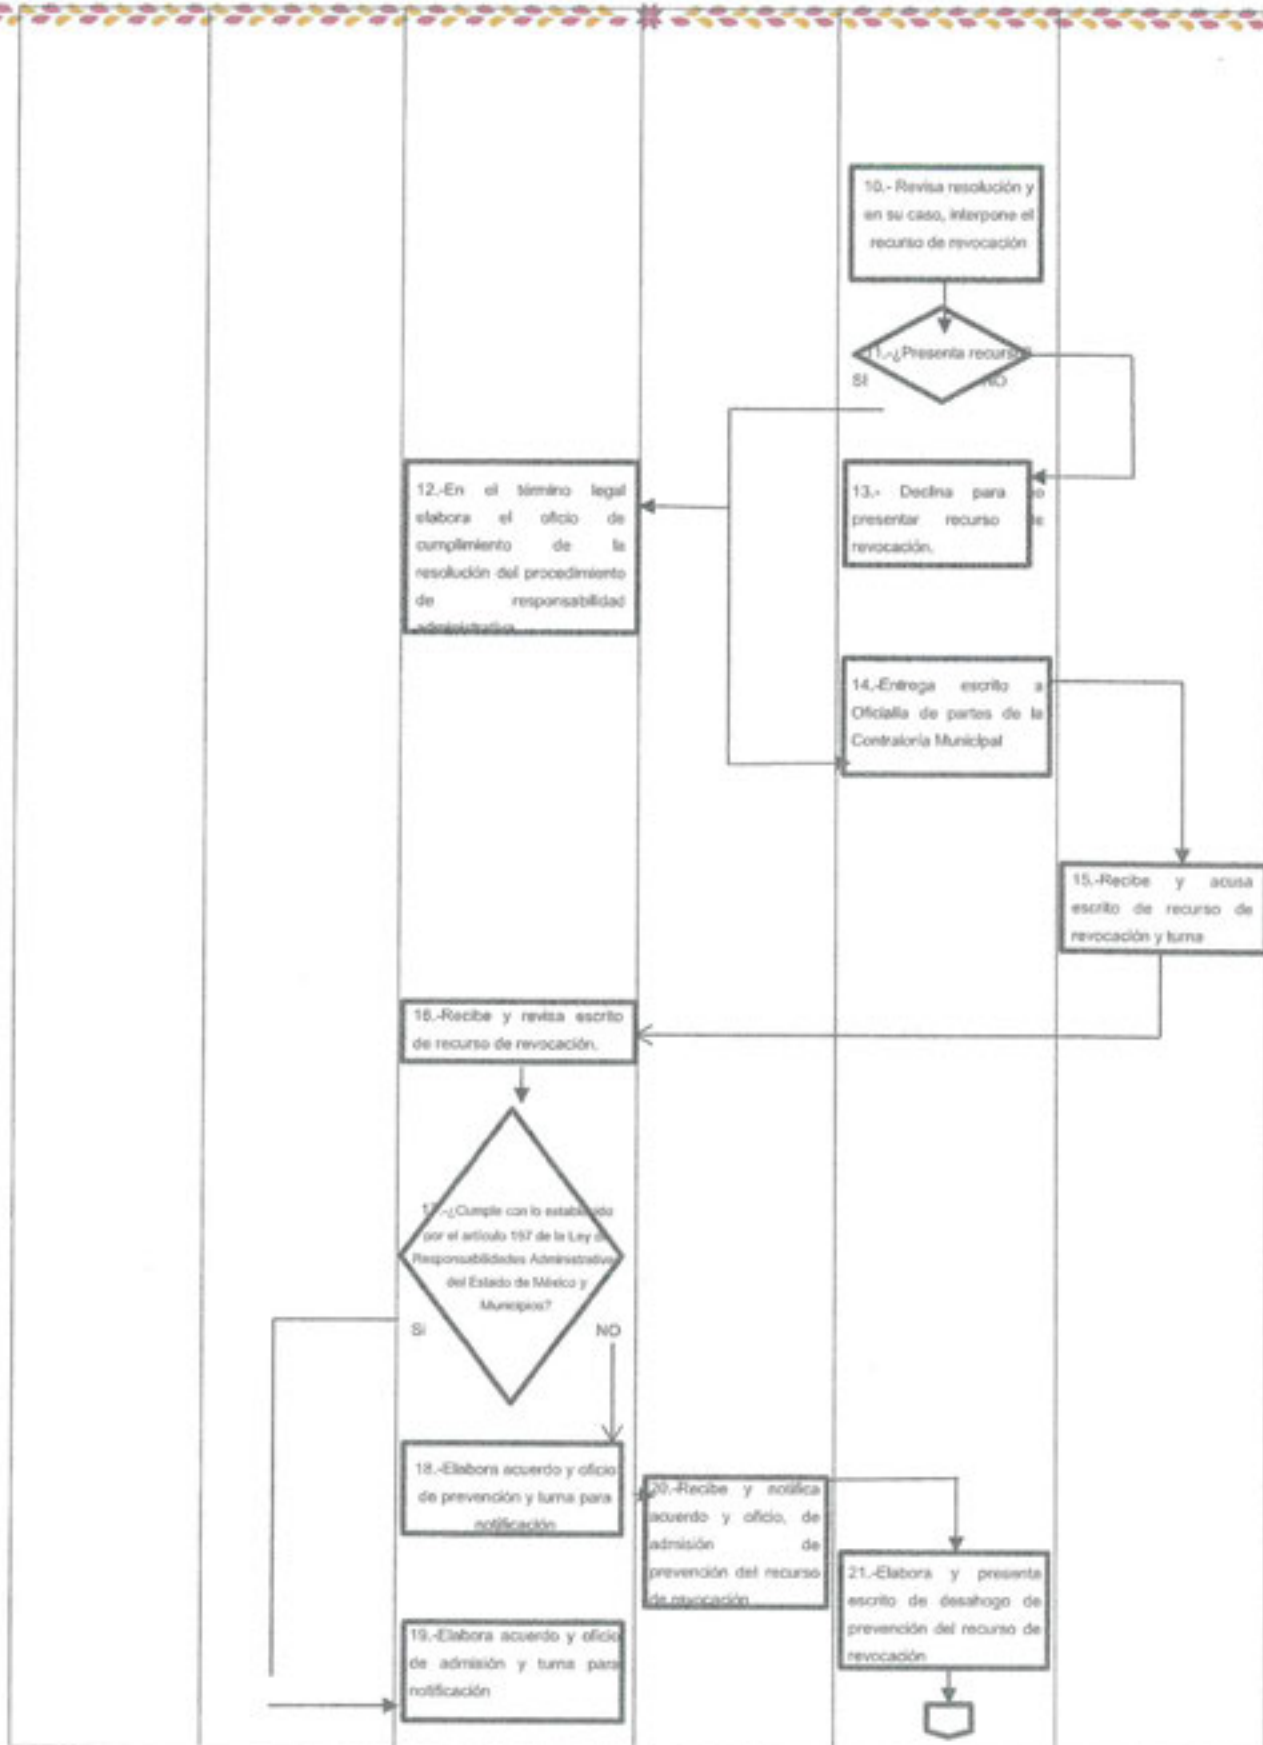 10.- Revisa resolución y
en su caso, interpone el
recurso de revocación
11.-¿Presenta recurso?
SI NO
12.-En el término legal
elabora el oficio de
cumplimiento de la
resolución del procedimiento
de responsabilidad
administrativa
13.- Declina para
presentar recurso
revocación.
14.-Entrega escrito a
Oficialía de partes de la
Contraloría Municipal
15.-Recibe y acusa
escrito de recurso de
revocación y turna
16.-Recibe y revisa escrito
de recurso de revocación.
17.-¿Cumple con lo establecido
por el artículo 197 de la Ley de
Responsabilidades Administrativa
del Estado de México y
Municipios?
Si NO
18.-Elabora acuerdo y oficio
de prevención y turna para
notificación
20.-Recibe y notifica
acuerdo y oficio, de
admisión de
prevención del recurso
de revocación
21.-Elabora y presenta
escrito de desahogo de
prevención del recurso de
revocación
19.-Elabora acuerdo y oficio
de admisión y turna para
notificación